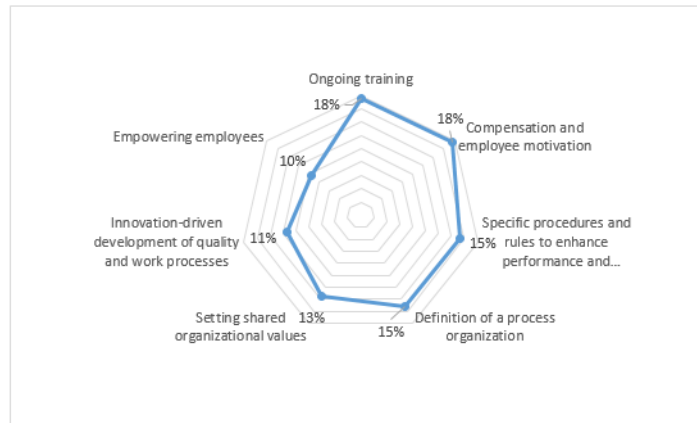 Ongoing training
18%
18%
Compensation and
employee motivation
Empowering employees
10%
Innovation-driven
development of quality
and work processes
11%
Specific procedures and
rules to enhance
performance and...
15%
Setting shared
organizational values
13%
15%
Definition of a process
organization